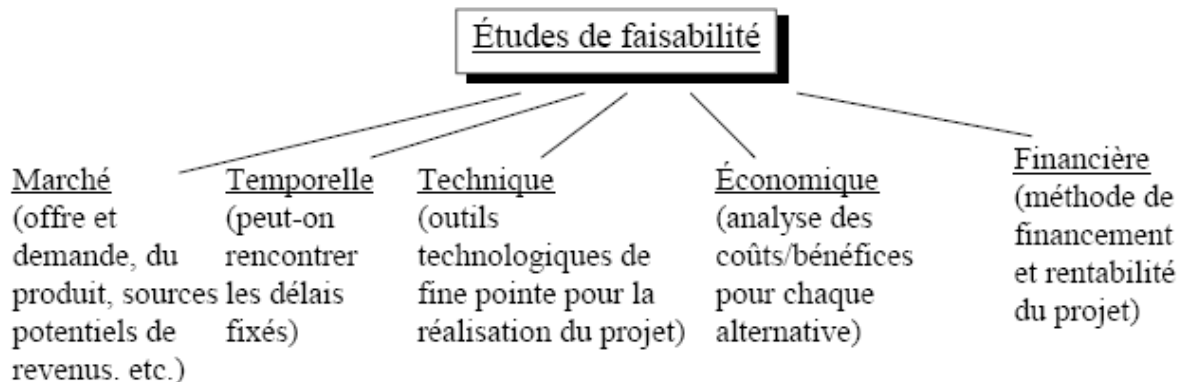 Études de faisabilité
Marché
(offre et
demande, du
produit, sources
potentiels de
revenus. etc.)
Temporelle
(peut-on
rencontrer
les délais
fixés)
Technique
(outils
technologiques de
fine pointe pour la
réalisation du projet)
Économique
(analyse des
coûts/bénéfices
pour chaque
alternative)
Financière
(méthode de
financement
et rentabilité
du projet)